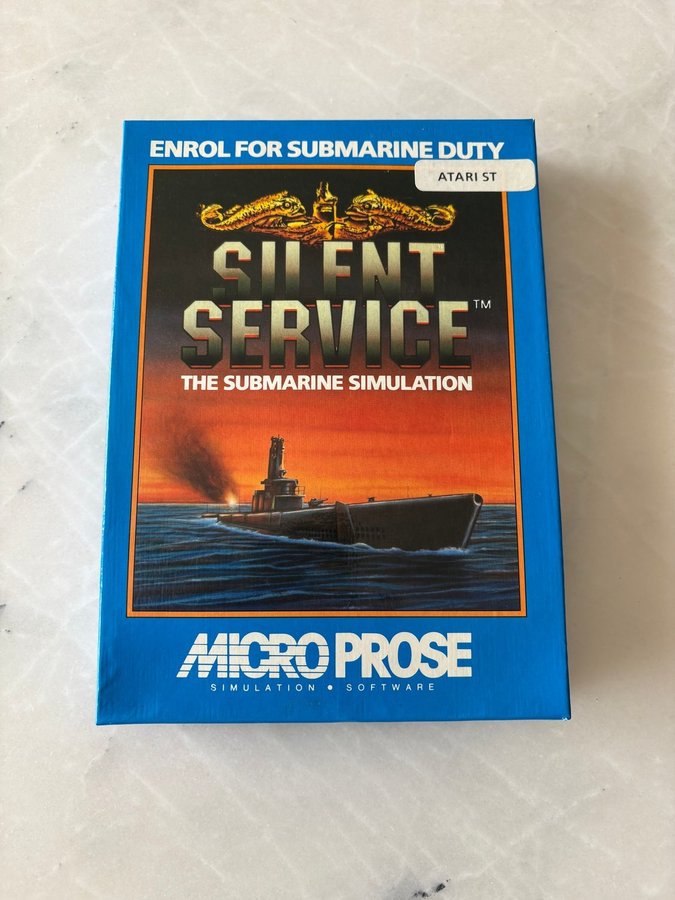 ENROL FOR SUBMARINE DUTY
ATARI ST
SILENT
SERVICE™
THE SUBMARINE SIMULATION
MICRO PROSE
SIMULATION • SOFTWARE